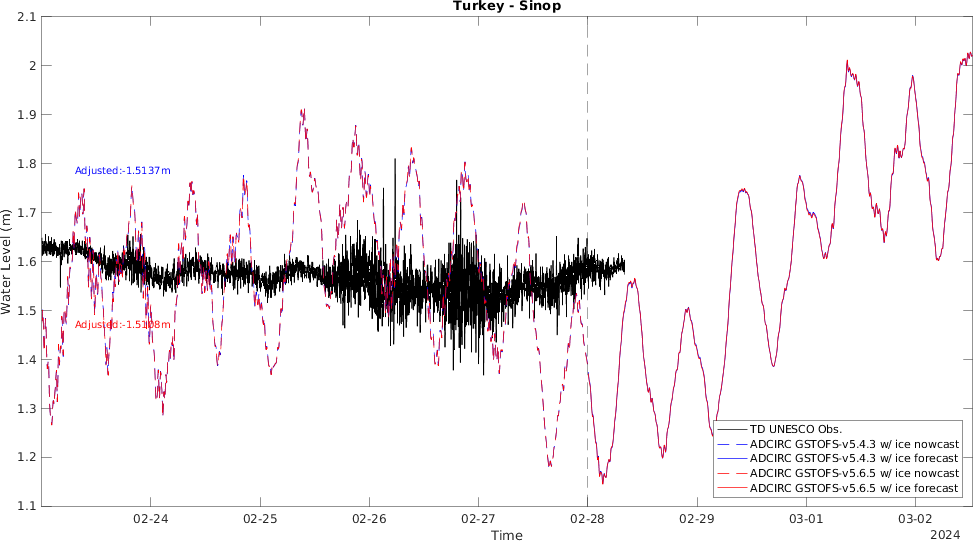 Turkey - Sinop
2.1
2
1.9
1.8
1.7
1.6
1.5
1.4
1.3
1.2
1.1
Water Level (m)
Adjusted:-1.5137m
Adjusted:-1.5108m
TD UNESCO Obs.
ADCIRC GSTOFS-v5.4.3 w/ ice nowcast
ADCIRC GSTOFS-v5.4.3 w/ ice forecast
ADCIRC GSTOFS-v5.6.5 w/ ice nowcast
ADCIRC GSTOFS-v5.6.5 w/ ice forecast
02-24 02-25 02-26 02-27 02-28 02-29 03-01 03-02
Time
2024